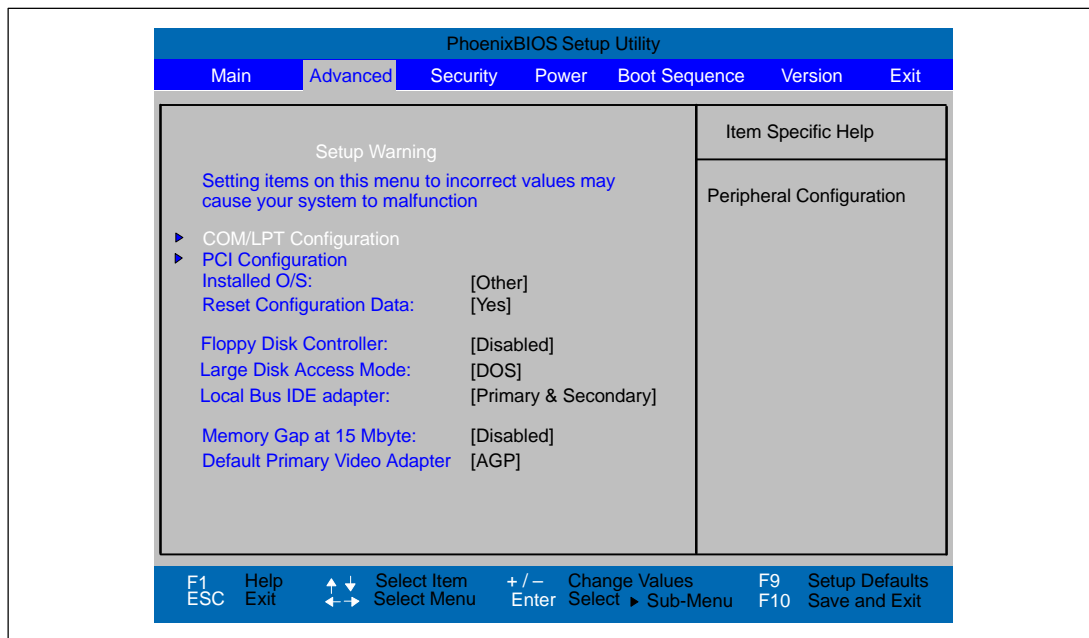 PhoenixBIOS Setup Utility
Main Advanced Security Power Boot Sequence Version Exit
Setup Warning
Setting items on this menu to incorrect values may
cause your system to malfunction
COM/LPT Configuration
PCI Configuration
Installed O/S: [Other]
Reset Configuration Data: [Yes]
Floppy Disk Controller: [Disabled]
Large Disk Access Mode: [DOS]
Local Bus IDE adapter: [Primary & Secondary]
Memory Gap at 15 Mbyte: [Disabled]
Default Primary Video Adapter [AGP]
Item Specific Help
Peripheral Configuration
F1 Help Select Item + / – Change Values F9 Setup Defaults
ESC Exit Select Menu Enter Select Sub-Menu F10 Save and Exit